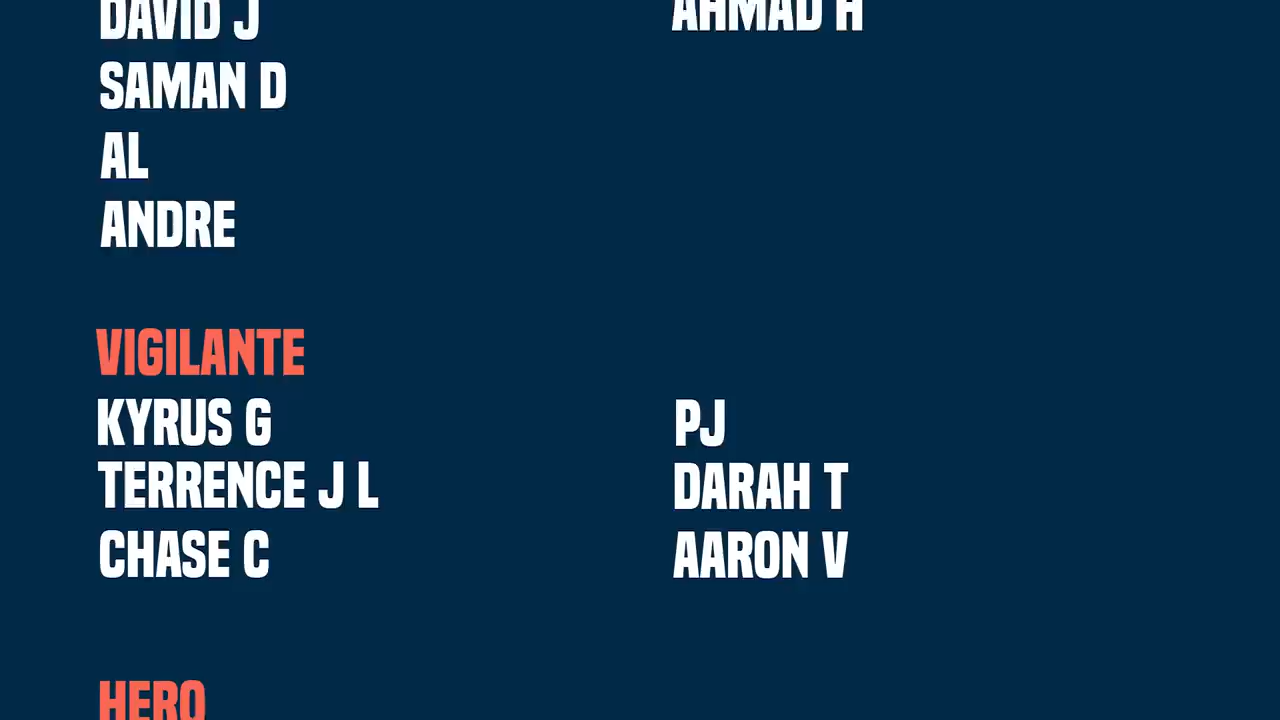 DAVID J
AHMAD H
SAMAN D
AL
ANDRE
VIGILANTE
KYRUS G
PJ
TERRENCE J L
DARAH T
CHASE C
AARON V
HERO